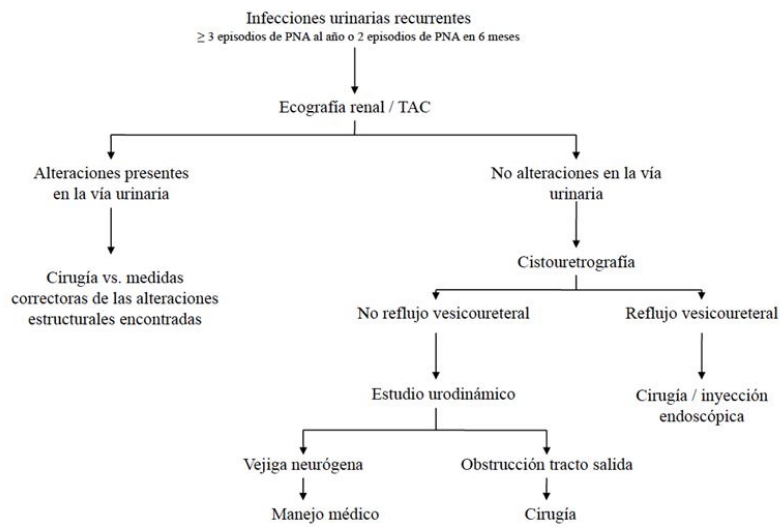 Infecciones urinarias recurrentes
≥ 3 episodios de PNA al año o 2 episodios de PNA en 6 meses
Ecografía renal / TAC
Alteraciones presentes
en la vía urinaria
No alteraciones en la vía
urinaria
Cirugía vs. medidas
correctoras de las alteraciones
estructurales encontradas
Cistouretrografía
No reflujo vesicoureteral
Reflujo vesicoureteral
Estudio urodinámico
Cirugía / inyección
endoscópica
Vejiga neurógena
Obstrucción tracto salida
Manejo médico
Cirugía